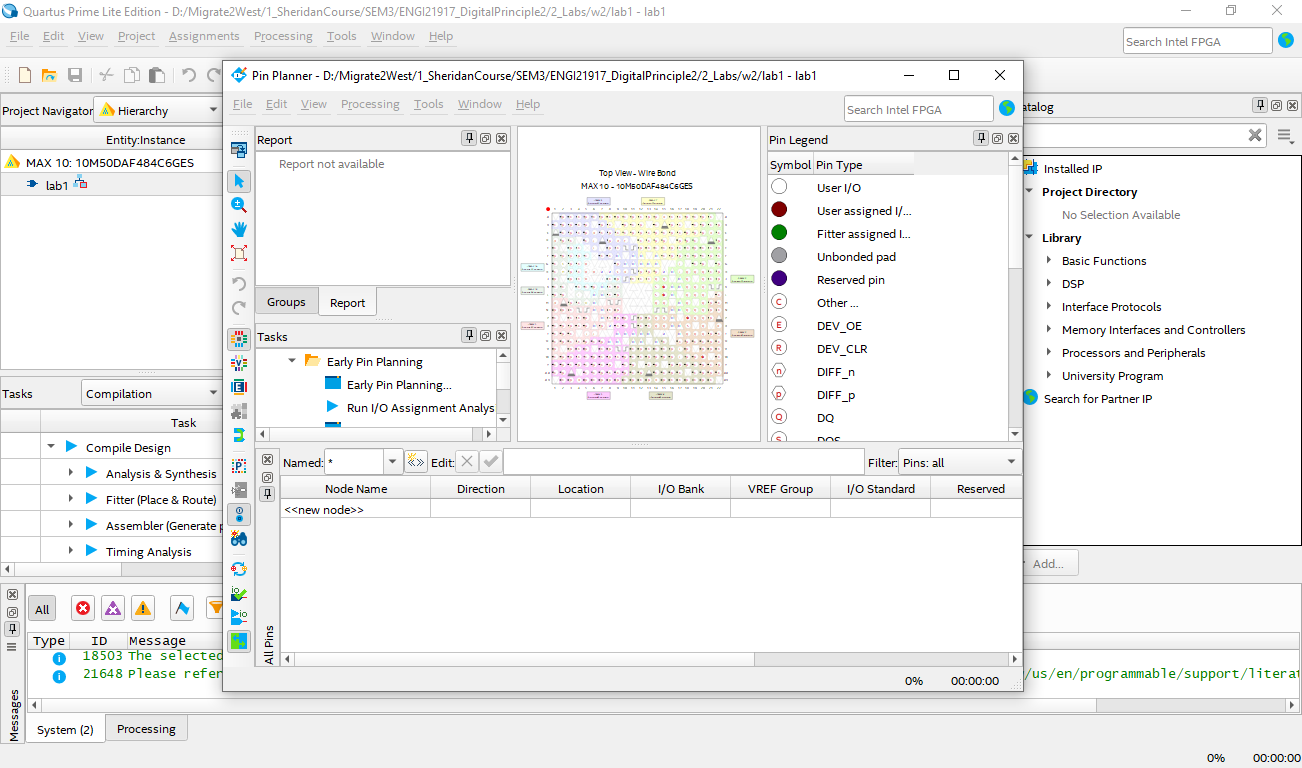 Quartus Prime Lite Edition - D:/Migrate2West/1_SheridanCourse/SEM3/ENGI21917_DigitalPrinciple2/2_Labs/w2/lab1 - lab1
File Edit View Project Assignments Processing Tools Window Help
Search Intel FPGA
Project Navigator
Hierarchy
Entity:Instance
MAX 10: 10M50DAF484C6GES
lab1
Tasks
Compilation
Task
Compile Design
Analysis & Synthesis
Fitter (Place & Route)
Assembler (Generate
Timing Analysis
Pin Planner - D:/Migrate2West/1_SheridanCourse/SEM3/ENGI21917_DigitalPrinciple2/2_Labs/w2/lab1 - lab1
File Edit View Processing Tools Window Help
Search Intel FPGA
Report
Report not available
Groups Report
Tasks
Early Pin Planning
Early Pin Planning...
Run I/O Assignment Analys
Top View - Wire Bond
MAX 10 - 10M50DAF484C6GES
Pin Legend
Symbol Pin Type
User I/O
User assigned I/...
Fitter assigned I...
Unbonded pad
Reserved pin
C Other ...
E DEV_OE
R DEV_CLR
n DIFF_n
p DIFF_p
Q DQ
S DQS
Named: * <<>> Edit: Filter: Pins: all
Node Name Direction Location I/O Bank VREF Group I/O Standard Reserved
<<new node>>
All Pins
0% 00:00:00
atalog
Installed IP
Project Directory
No Selection Available
Library
Basic Functions
DSP
Interface Protocols
Memory Interfaces and Controllers
Processors and Peripherals
University Program
Search for Partner IP
Add...
All
Type ID Message
18503 The selected
21648 Please refer /us/en/programmable/support/literat
Messages
System (2) Processing
0% 00:00:00